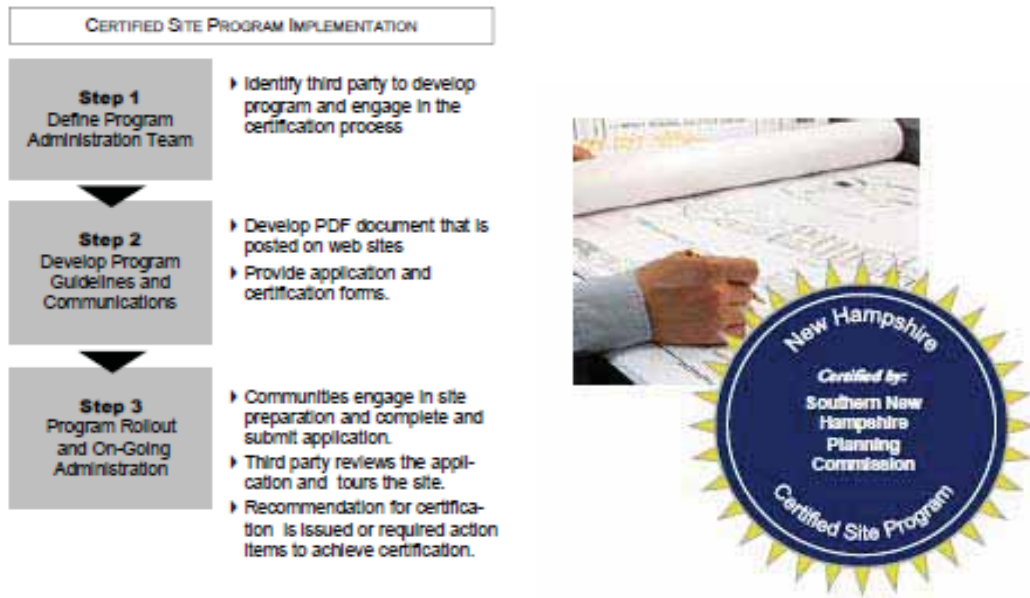 CERTIFIED SITE PROGRAM IMPLEMENTATION
Step 1
Define Program
Administration Team
▸ Identify third party to develop
program and engage in the
certification process
Step 2
Develop Program
Guidelines and
Communications
▸ Develop PDF document that is
posted on web sites
▸ Provide application and
certification forms.
Step 3
Program Rollout
and On-Going
Administration
▸ Communities engage in site
preparation and complete and
submit application.
▸ Third party reviews the appli-
cation and tours the site.
▸ Recommendation for certifica-
tion is issued or required action
items to achieve certification.
New Hampshire
Certified by:
Southern New
Hampshire
Planning
Commission
Certified Site Program